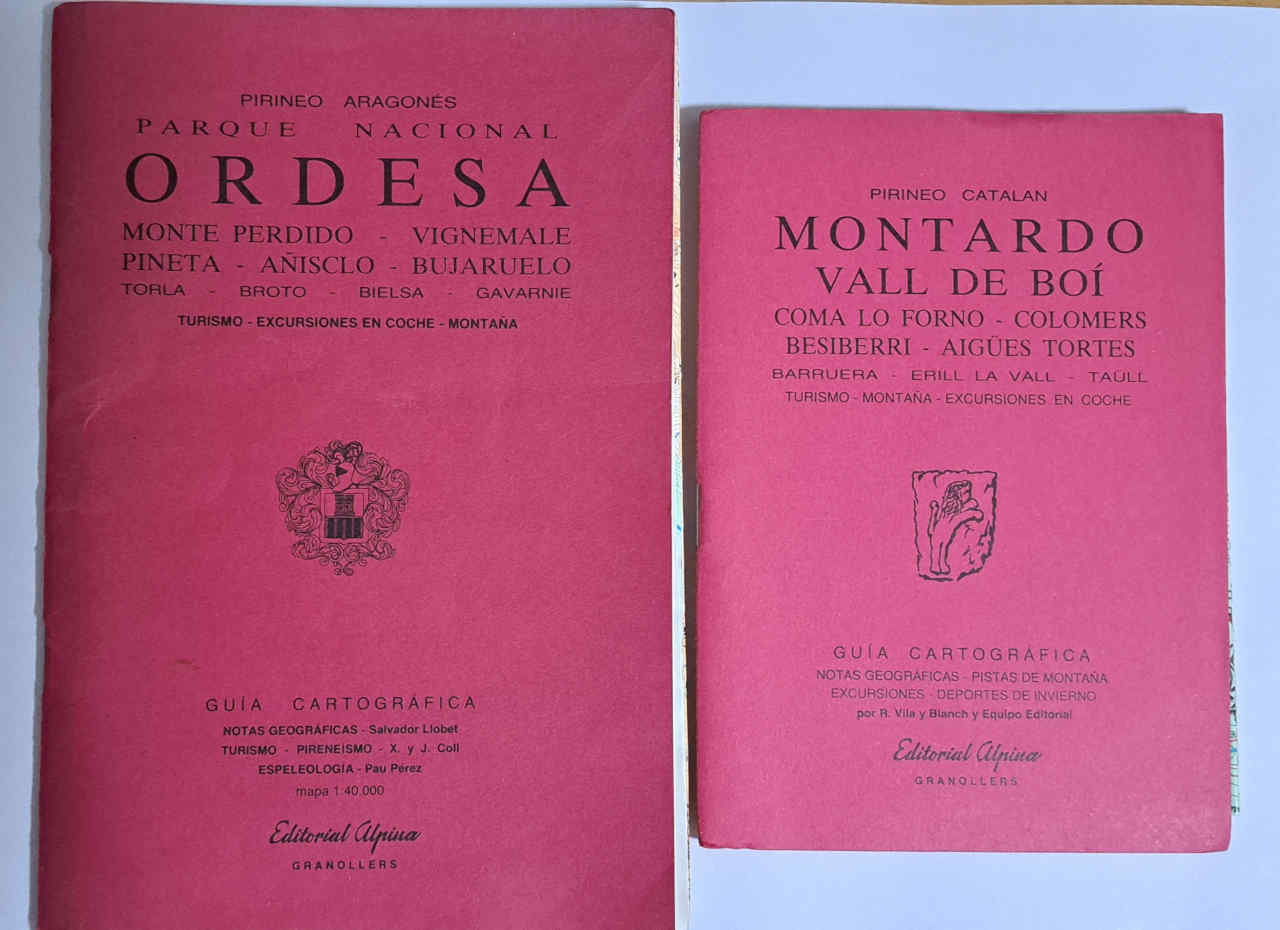 PIRINEO ARAGONÉS
PARQUE NACIONAL
ORDESA
MONTE PERDIDO - VIGNEMALE
PINETA - AÑISCLO - BUJARUELO
TORLA - BROTO - BIELSA - GAVARNIE
TURISMO - EXCURSIONES EN COCHE - MONTAÑA
GUÍA CARTOGRÁFICA
NOTAS GEOGRÁFICAS - Salvador Llobet
TURISMO - PIRENEÍSMO - X. y J. Coll
ESPELEOLOGÍA - Pau Pérez
mapa 1:40.000
Editorial Alpina
GRANOLLERS
PIRINEO CATALAN
MONTARDO
VALL DE BOÍ
COMA LO FORNO - COLOMERS
BESIBERRI - AIGÜES TORTES
BARRUERA - ERILL LA VALL - TAÜLL
TURISMO - MONTAÑA - EXCURSIONES EN COCHE
GUÍA CARTOGRÁFICA
NOTAS GEOGRÁFICAS - PISTAS DE MONTAÑA
EXCURSIONES - DEPORTES DE INVIERNO
por R. Vila y Blanch y Equipo Editorial
Editorial Alpina
GRANOLLERS